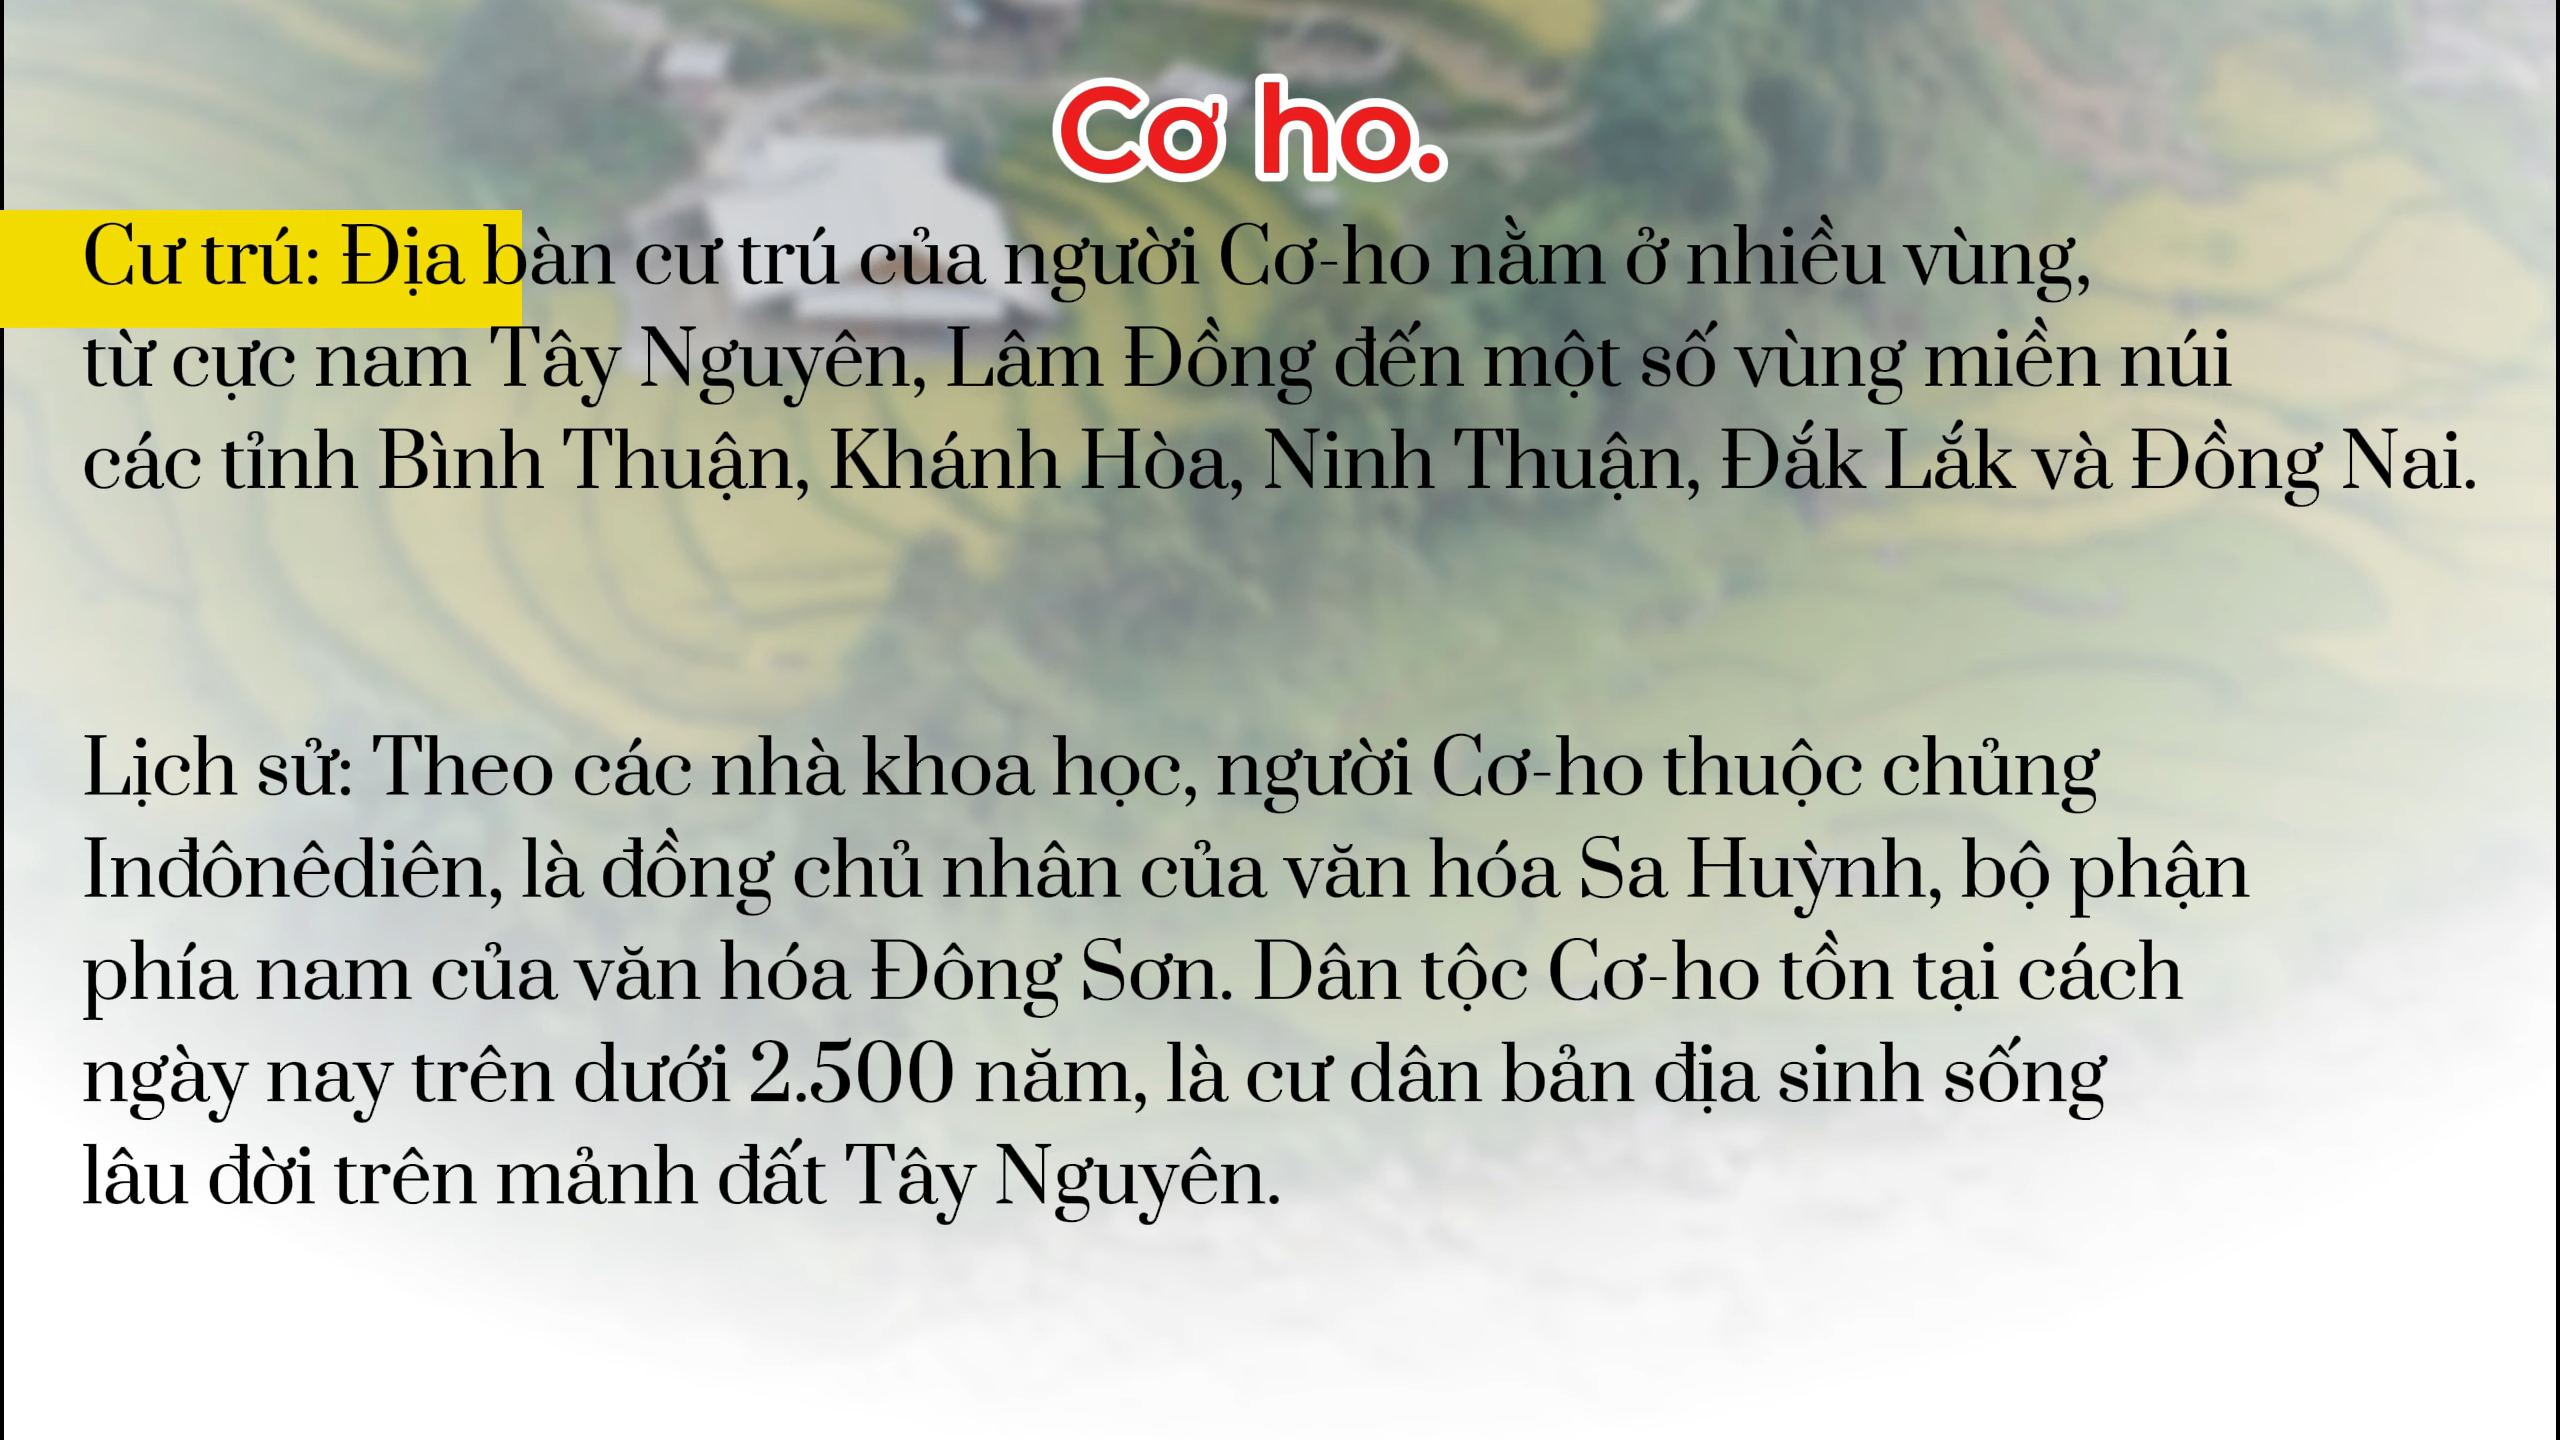 Cơ ho.
Cư trú: Địa bàn cư trú của người Cơ-ho nằm ở nhiều vùng,
từ cực nam Tây Nguyên, Lâm Đồng đến một số vùng miền núi
các tỉnh Bình Thuận, Khánh Hòa, Ninh Thuận, Đắk Lắk và Đồng Nai.
Lịch sử: Theo các nhà khoa học, người Cơ-ho thuộc chủng
Inđônêdiên, là đồng chủ nhân của văn hóa Sa Huỳnh, bộ phận
phía nam của văn hóa Đông Sơn. Dân tộc Cơ-ho tồn tại cách
ngày nay trên dưới 2.500 năm, là cư dân bản địa sinh sống
lâu đời trên mảnh đất Tây Nguyên.